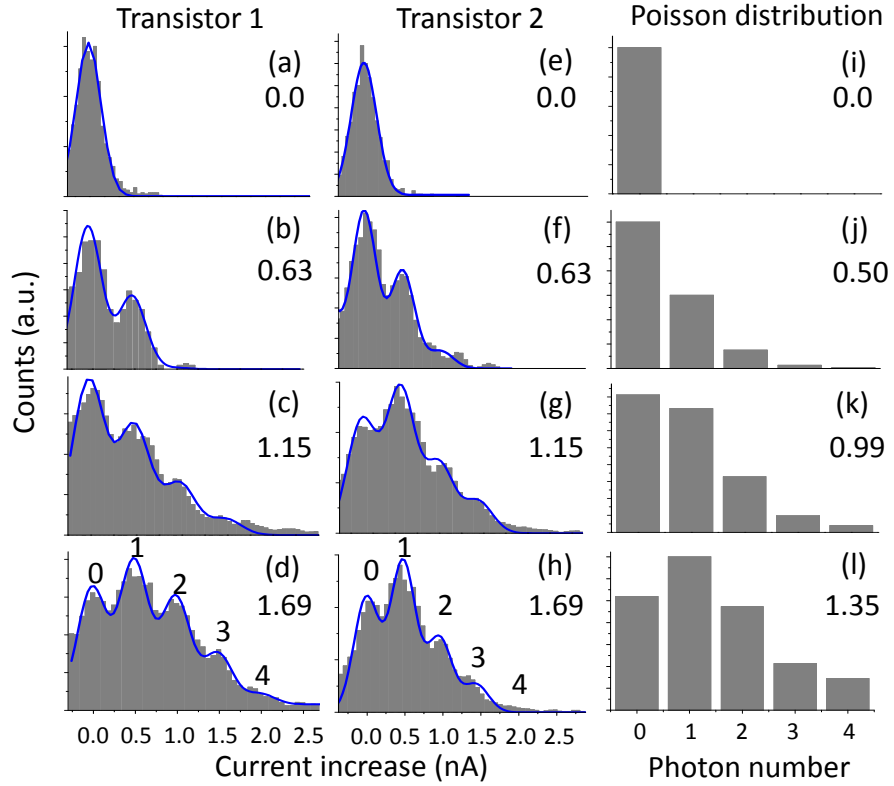 Transistor 1 Transistor 2 Poisson distribution
(a) (e) (i)
0.0 0.0 0.0
(b) (f) (j)
0.63 0.63 0.50
(c) (g) (k)
1.15 1.15 0.99
(d) (h) (l)
1.69 1.69 1.35
0 1 2 3 4
0 1 2 3 4
Counts (a.u.)
0.0 0.5 1.0 1.5 2.0 2.5 0.0 0.5 1.0 1.5 2.0 2.5 0 1 2 3 4
Current increase (nA) Photon number